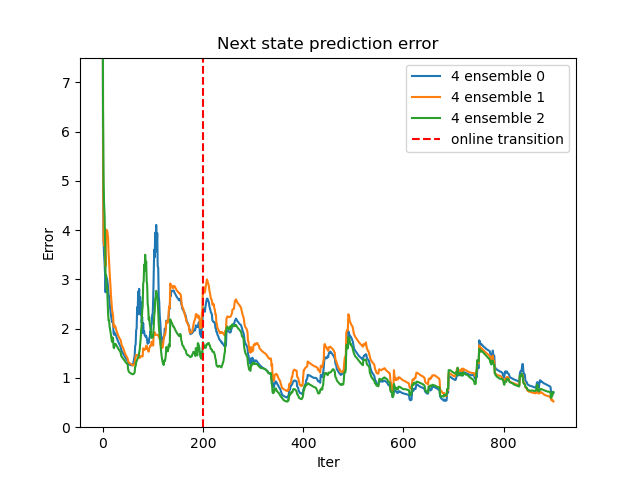 Next state prediction error
4 ensemble 0
4 ensemble 1
4 ensemble 2
online transition
7
6
5
4
3
2
1
0
Error
0 200 400 600 800
Iter